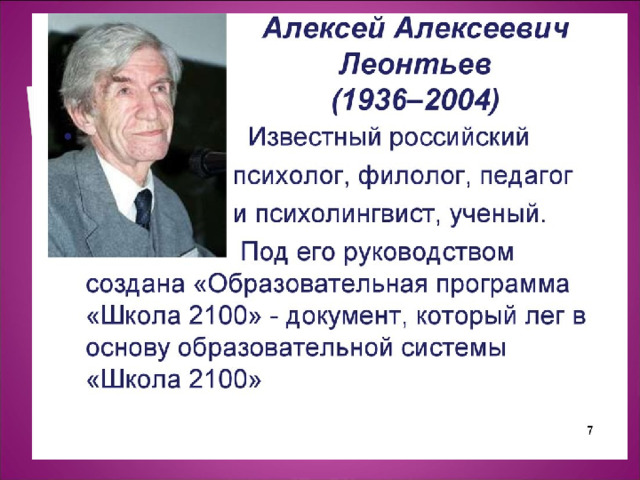 Алексей Алексеевич
Леонтьев
(1936–2004)
Известный российский
психолог, филолог, педагог
и психолингвист, ученый.
Под его руководством
создана «Образовательная программа
«Школа 2100» - документ, который лег в
основу образовательной системы
«Школа 2100»
7